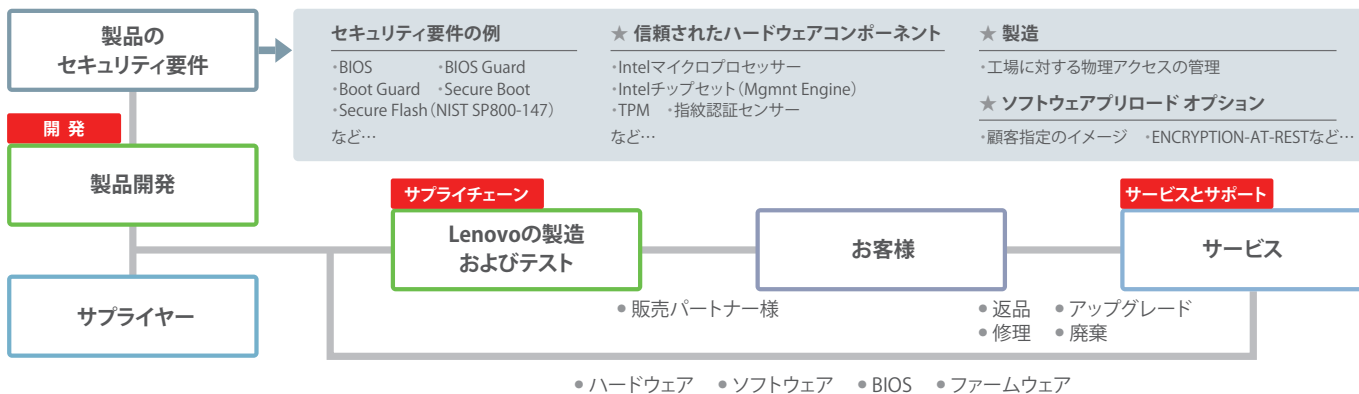 製品の
セキュリティ要件
セキュリティ要件の例
・BIOS ・BIOS Guard
・Boot Guard ・Secure Boot
・Secure Flash（NIST SP800-147）
など…
★ 信頼されたハードウェアコンポーネント
・Intelマイクロプロセッサー
・Intelチップセット（Mgmnt Engine）
・TPM ・指紋認証センサー
など…
★ 製造
・工場に対する物理アクセスの管理
★ ソフトウェアプリロード オプション
・顧客指定のイメージ ・ENCRYPTION-AT-RESTなど…
開 発
製品開発
サプライヤー
サプライチェーン
Lenovoの製造
およびテスト
● 販売パートナー様
お客様
● 返品 ● アップグレード
● 修理 ● 廃棄
サービスとサポート
サービス
● ハードウェア ● ソフトウェア ● BIOS ● ファームウェア